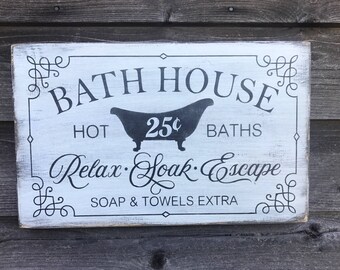 BATH HOUSE
HOT 25¢ BATHS
Relax · Soak · Escape
SOAP & TOWELS EXTRA